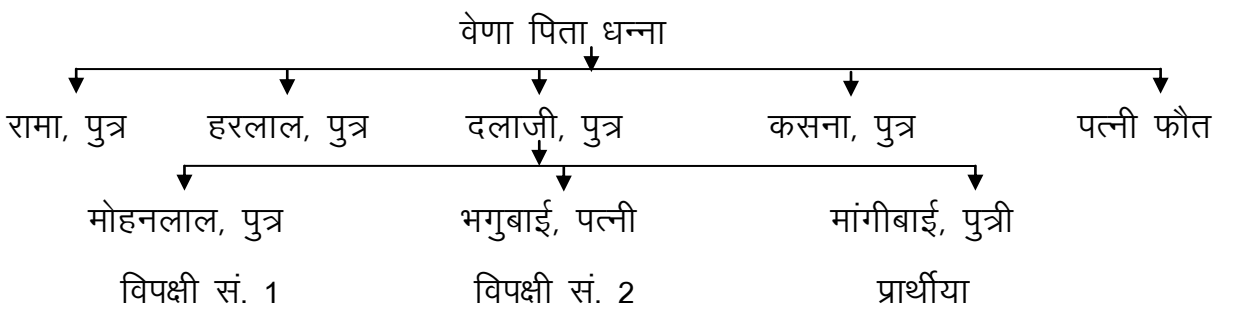 वेणा पिता धन्ना
रामा, पुत्र हरलाल, पुत्र दलाजी, पुत्र कसना, पुत्र पत्नी फौत
मोहनलाल, पुत्र भगुबाई, पत्नी मांगीबाई, पुत्री
विपक्षी सं. 1 विपक्षी सं. 2 प्रार्थीया